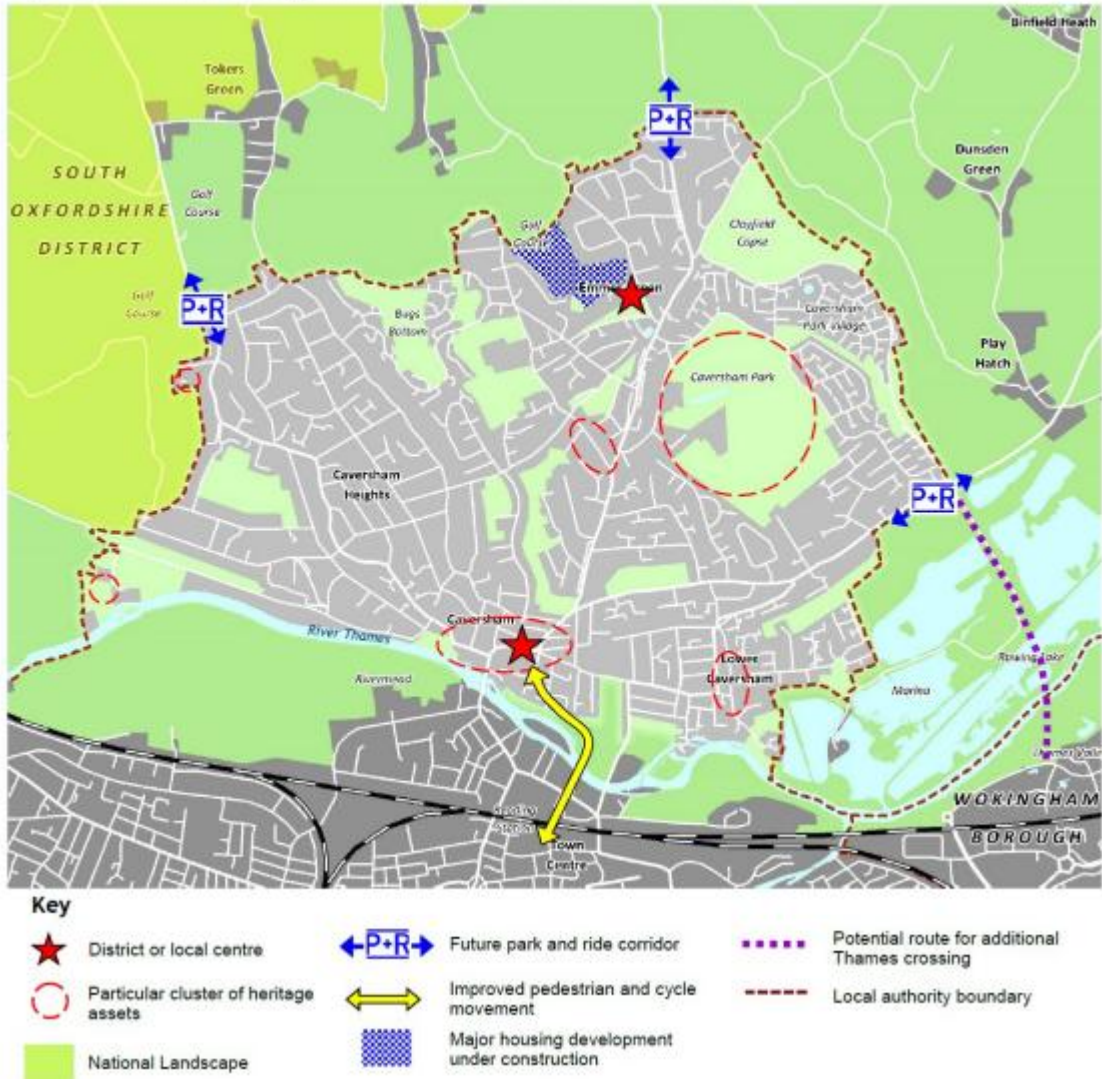 Binfield Heath
Tokers
Green
P+R
Dunsden
Green
SOUTH
OXFORDSHIRE
DISTRICT
Golf
Course
Clayfield
Copse
Golf
Course
Emmer Green
Golf
Course
P+R
Bugs
Bottom
Caversham
Park Village
Play
Hatch
Caversham Park
Caversham
Heights
P+R
Caversham
River Thames
Lower
Caversham
Rowing Lake
Rivermead
Marina
Thames Valley
WOKINGHAM
BOROUGH
Reading
Station
Town
Centre
Key
District or local centre
Particular cluster of heritage
assets
National Landscape
P+R
Future park and ride corridor
Improved pedestrian and cycle
movement
Major housing development
under construction
Potential route for additional
Thames crossing
Local authority boundary